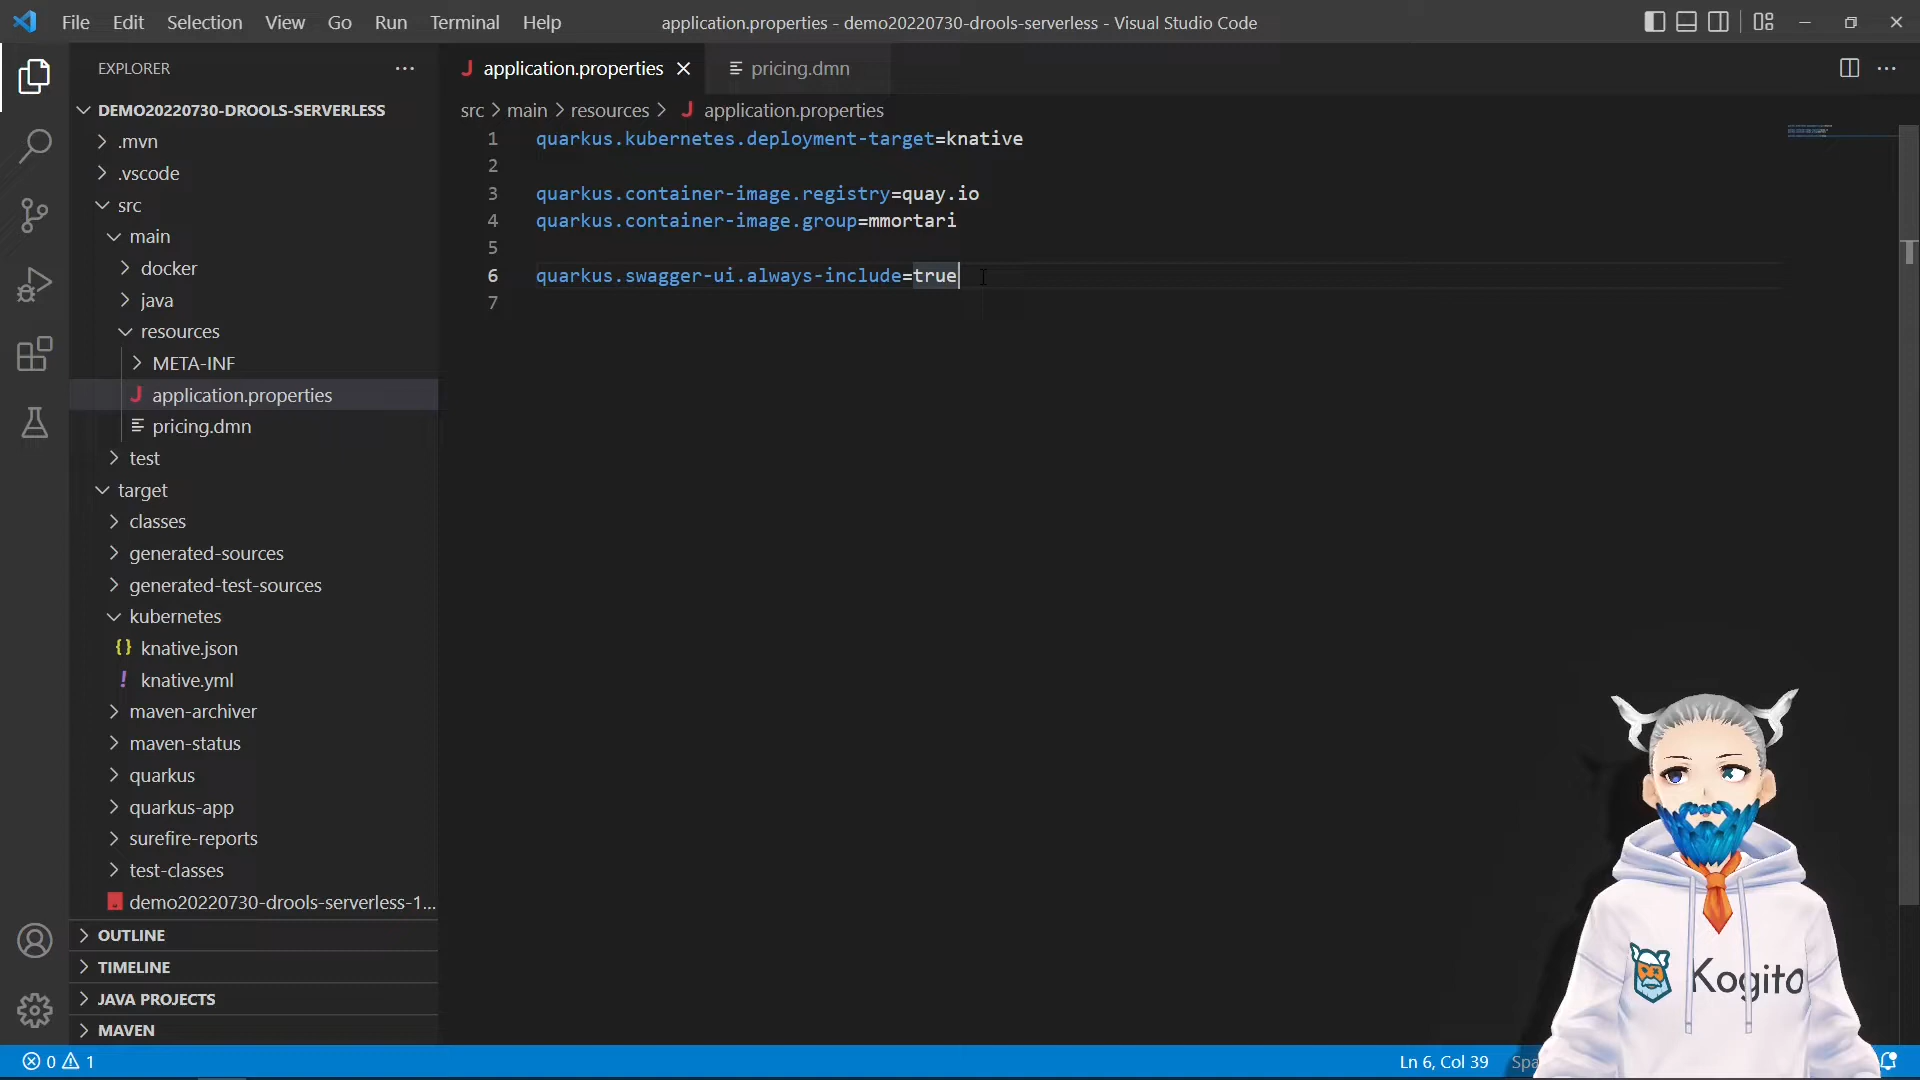 File Edit Selection View Go Run Terminal Help
application.properties - demo20220730-drools-serverless - Visual Studio Code
EXPLORER
DEMO20220730-DROOLS-SERVERLESS
.mvn
.vscode
src
main
docker
java
resources
META-INF
application.properties
pricing.dmn
test
target
classes
generated-sources
generated-test-sources
kubernetes
knative.json
knative.yml
maven-archiver
maven-status
quarkus
quarkus-app
surefire-reports
test-classes
demo20220730-drools-serverless-1...
OUTLINE
TIMELINE
JAVA PROJECTS
MAVEN
application.properties
pricing.dmn
src > main > resources > application.properties
1 quarkus.kubernetes.deployment-target=knative
2
3 quarkus.container-image.registry=quay.io
4 quarkus.container-image.group=mmortari
5
6 quarkus.swagger-ui.always-include=true
7
Kogito
0 1
Ln 6, Col 39